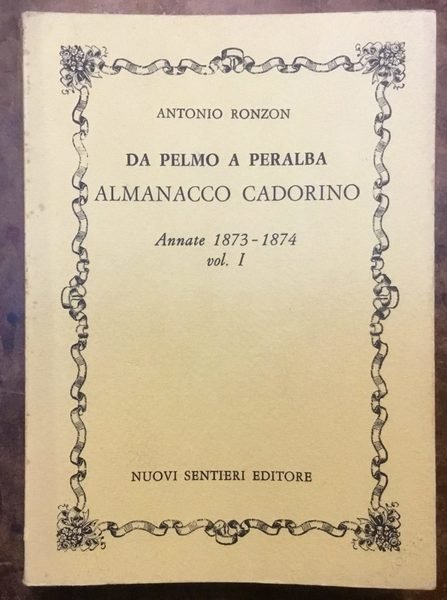 ANTONIO RONZON
DA PELMO A PERALBA
ALMANACCO CADORINO
Annate 1873-1874
vol. I
NUOVI SENTIERI EDITORE